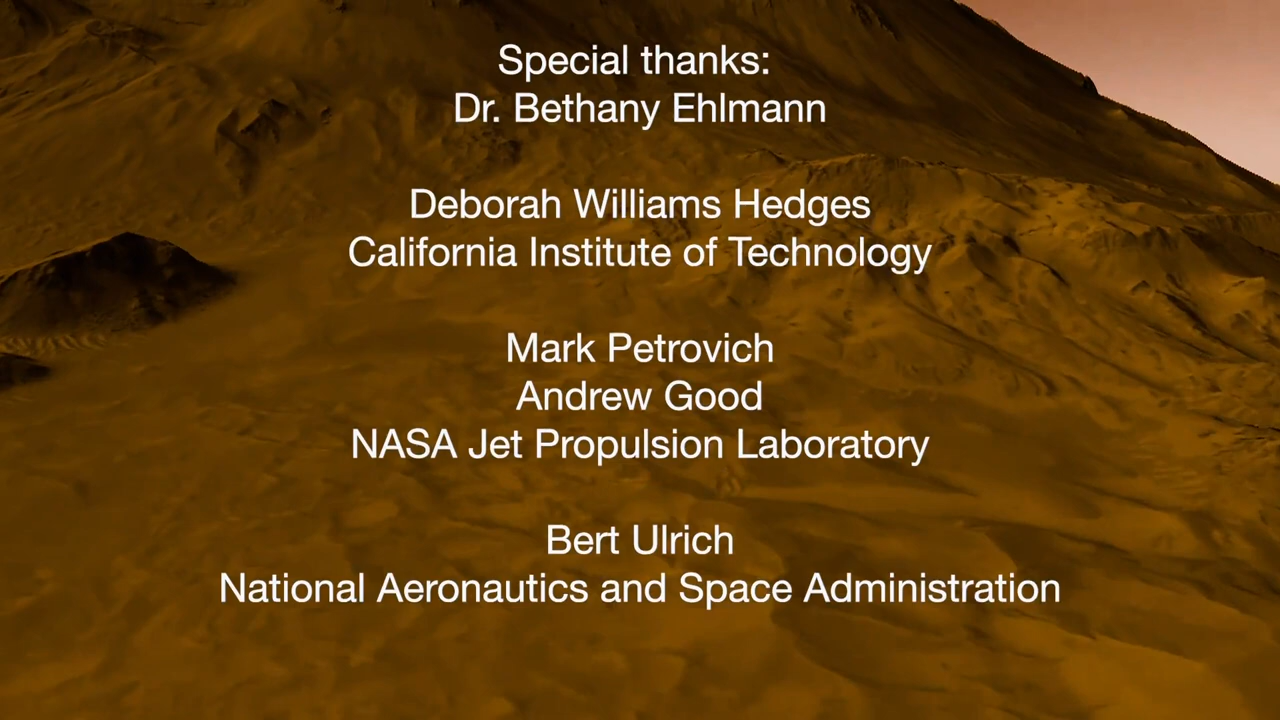 Special thanks:
Dr. Bethany Ehlmann
Deborah Williams Hedges
California Institute of Technology
Mark Petrovich
Andrew Good
NASA Jet Propulsion Laboratory
Bert Ulrich
National Aeronautics and Space Administration